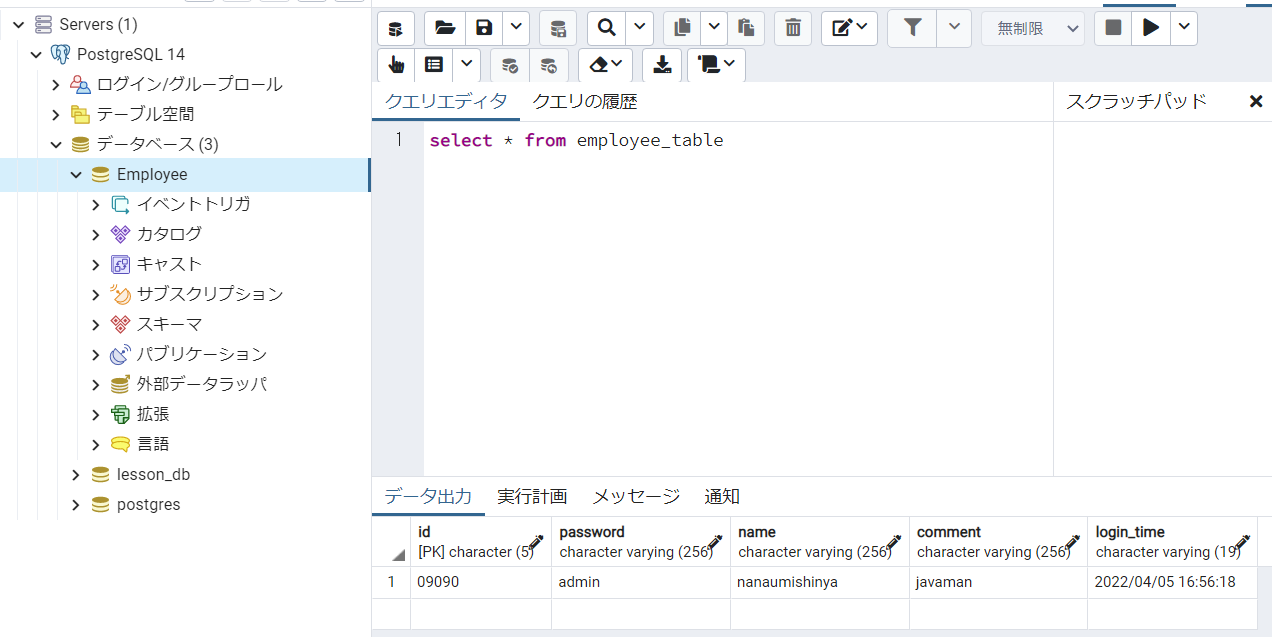 Servers (1)
PostgreSQL 14
ログイン/グループロール
テーブル空間
データベース (3)
Employee
イベントトリガ
カタログ
キャスト
サブスクリプション
スキーマ
パブリケーション
外部データラッパ
拡張
言語
lesson_db
postgres
無制限
クエリエディタ クエリの履歴
スクラッチパッド
1 select * from employee_table
データ出力 実行計画 メッセージ 通知
id password name comment login_time
[PK] character (5) character varying (256) character varying (256) character varying (256) character varying (19)
1 09090 admin nanaumishinya javaman 2022/04/05 16:56:18